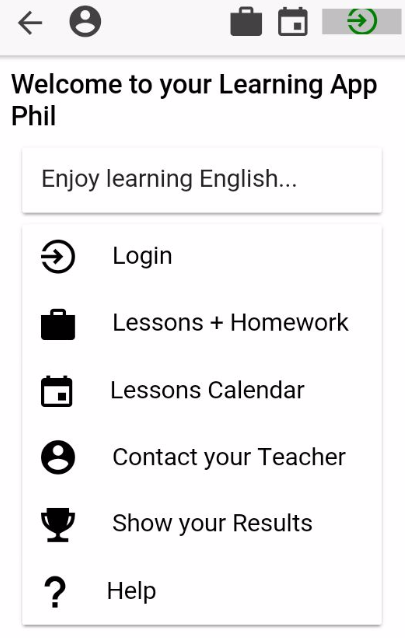 Welcome to your Learning App
Phil
Enjoy learning English...
Login
Lessons + Homework
Lessons Calendar
Contact your Teacher
Show your Results
Help